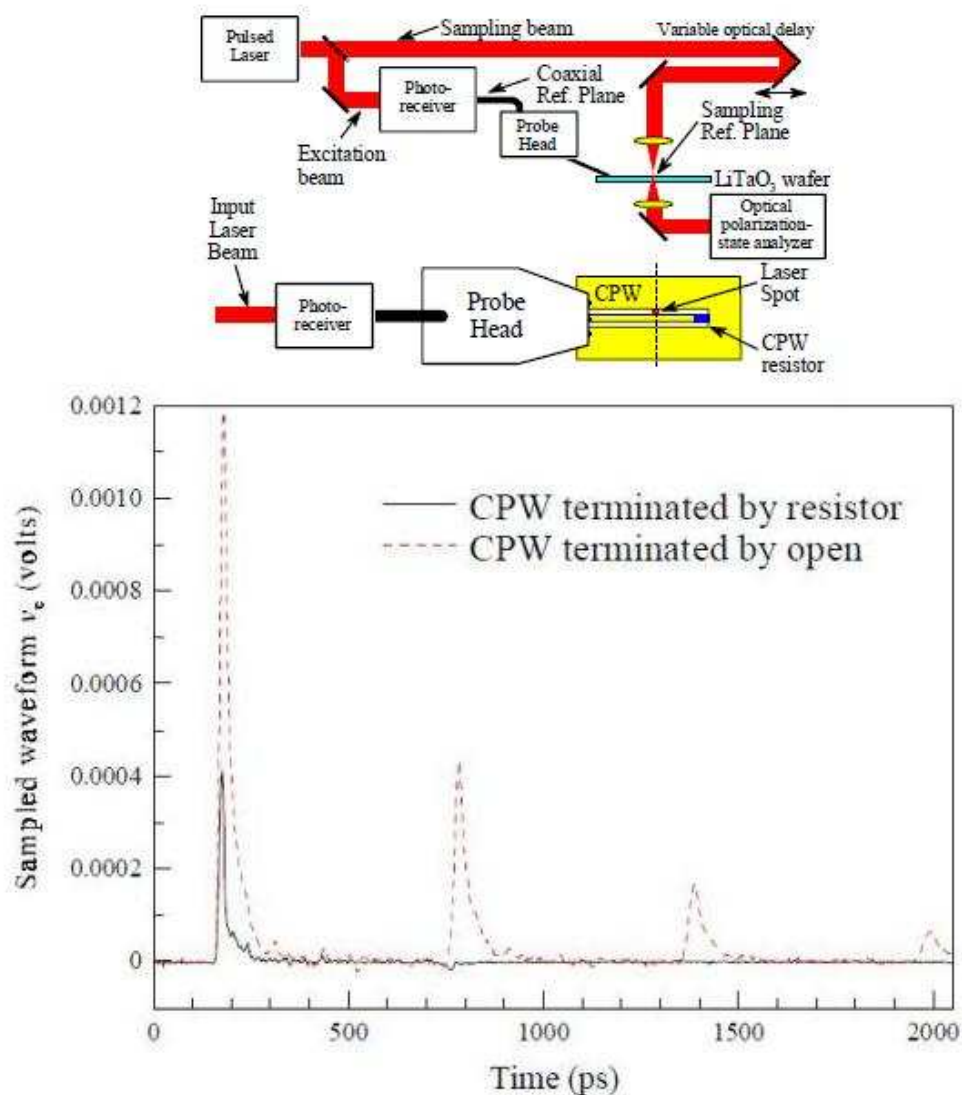 Pulsed
Laser
Sampling beam
Variable optical delay
Photo-
receiver
Coaxial
Ref. Plane
Probe
Head
Sampling
Ref. Plane
Excitation
beam
LiTaO3 wafer
Optical
polarization-
state analyzer
Input
Laser
Beam
Photo-
receiver
Probe
Head
CPW
Laser
Spot
CPW
resistor
0.0012
0.0010
0.0008
0.0006
0.0004
0.0002
0
Sampled waveform ve (volts)
CPW terminated by resistor
CPW terminated by open
0
500
1000
1500
2000
Time (ps)